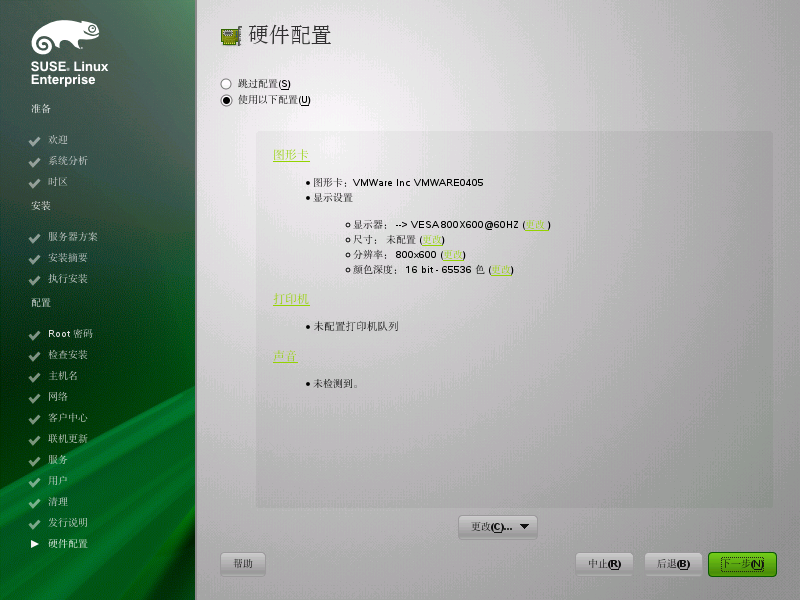 SUSE® Linux
Enterprise
准备
欢迎
系统分析
时区
安装
服务器方案
安装摘要
执行安装
配置
Root 密码
检查安装
主机名
网络
客户中心
联机更新
服务
用户
清理
发行说明
硬件配置
硬件配置
跳过配置(S)
使用以下配置(U)
图形卡
• 图形卡：VMWare Inc VMWARE0405
• 显示设置
显示器： --> VESA 800X600@60HZ (更改.)
尺寸： 未配置 (更改)
分辨率： 800x600 (更改)
颜色深度： 16 bit - 65536 色 (更改)
打印机
• 未配置打印机队列
声音
• 未检测到。
更改(C)...
帮助
中止(R)
后退(B)
下一步(N)